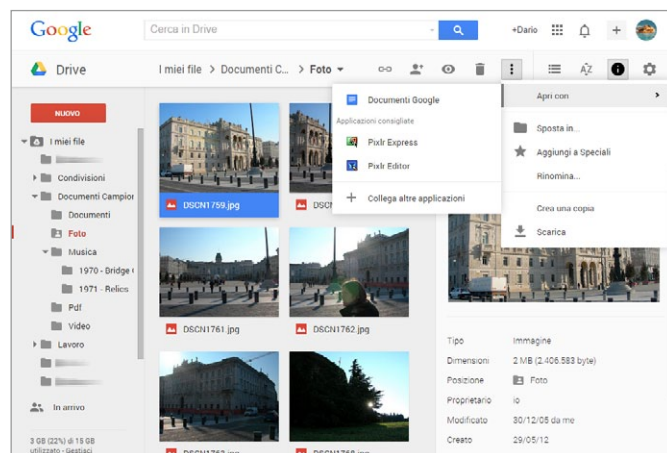 Google
Cerca in Drive
+Dario
Drive
I miei file > Documenti C... > Foto
NUOVO
I miei file
Condivisioni
Documenti Campior
Documenti
Foto
Musica
1970 - Bridge
1971 - Relics
Pdf
Video
Lavoro
In arrivo
3 GB (22%) di 15 GB
utilizzato - Gestisci
Documenti Google
Applicazioni consigliate
Pixlr Express
Pixlr Editor
Collega altre applicazioni
Apri con
Sposta in...
Aggiungi a Speciali
Rinomina...
Crea una copia
Scarica
DSCN1759.jpg
DSCN1761.jpg
DSCN1762.jpg
Tipo Immagine
Dimensioni 2 MB (2.406.583 byte)
Posizione Foto
Proprietario io
Modificato 30/12/05 da me
Creato 29/05/12